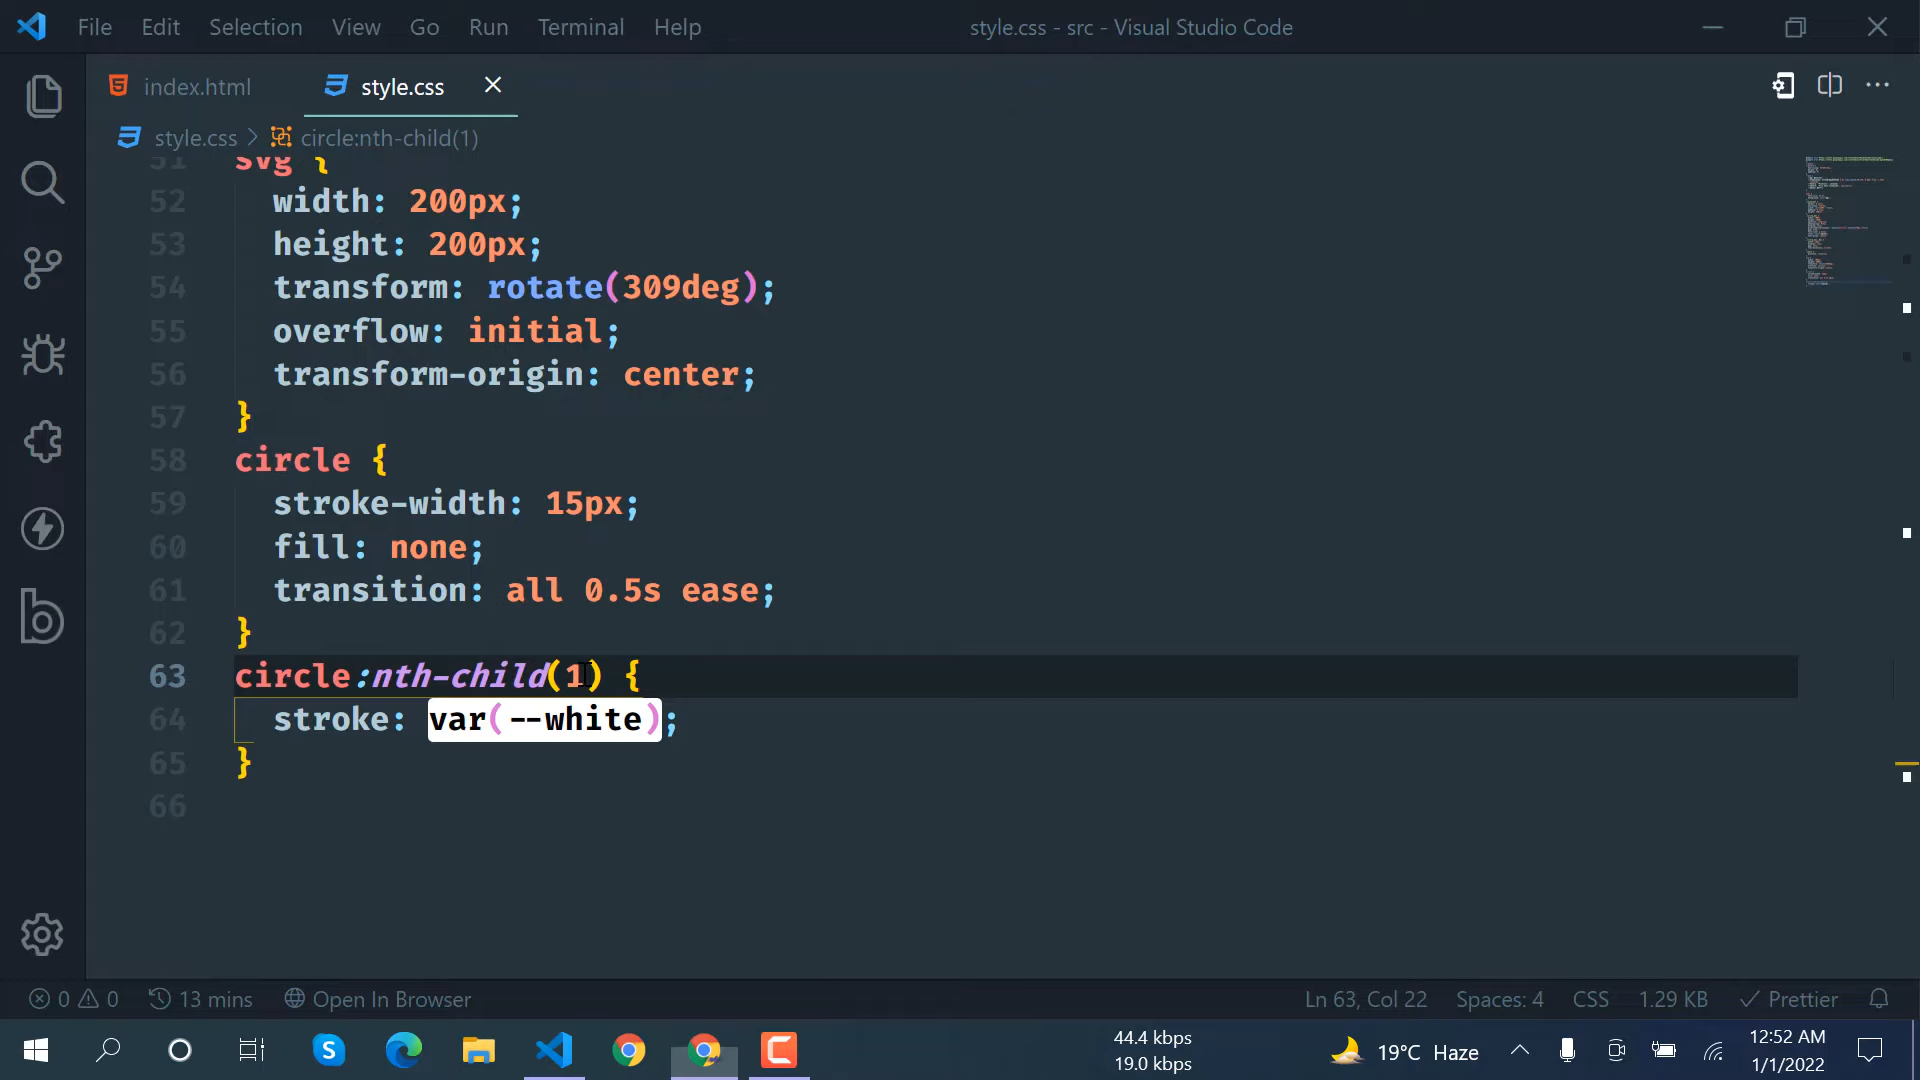 File Edit Selection View Go Run Terminal Help style.css - src - Visual Studio Code
index.html style.css
style.css > circle:nth-child(1)
51 svg {
52 width: 200px;
53 height: 200px;
54 transform: rotate(309deg);
55 overflow: initial;
56 transform-origin: center;
57 }
58 circle {
59 stroke-width: 15px;
60 fill: none;
61 transition: all 0.5s ease;
62 }
63 circle:nth-child(1) {
64 stroke: var(--white);
65 }
66
0 0 13 mins Open In Browser Ln 63, Col 22 Spaces: 4 CSS 1.29 KB Prettier
44.4 kbps
19.0 kbps
19°C Haze
12:52 AM
1/1/2022